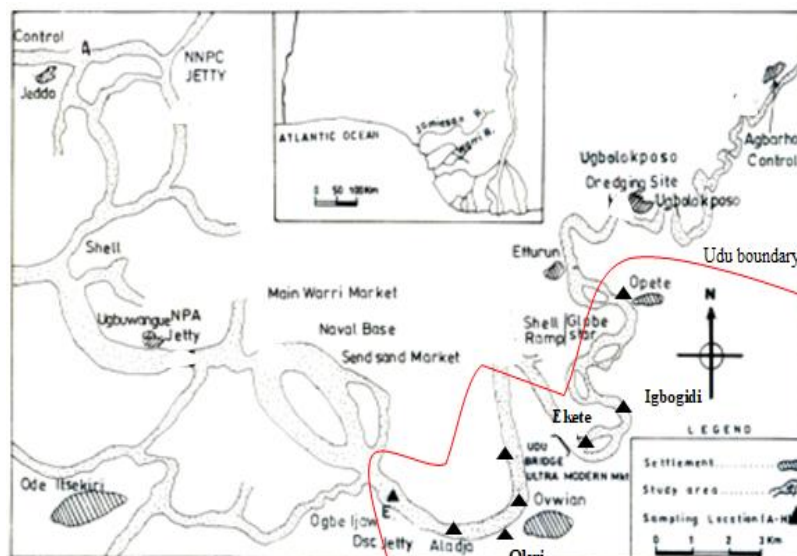 Control
A
NNPC
JETTY
Jeddo
ATLANTIC OCEAN
Jamieson R.
Warri R.
0 50 100Km
Agbarho
Control
Ugbolokposo
Dredging Site
Ugbolokposo
Etturun
Udu boundary
Opete
Shell
Ugbuwangue
NPA
Jetty
Main Warri Market
Naval Base
Sendsand Market
Shell
Ramp
Globe
star
N
Igbogidi
Ekete
UDU
BRIDGE
ULTRA MODERN Mkt
Ovwian
Ode Itsekiri
E
Ogbe Ijaw
Dsc Jetty
Aladja
LEGEND
Settlement
Study area
Sampling Location (A-H)
0 1 2 3 Km